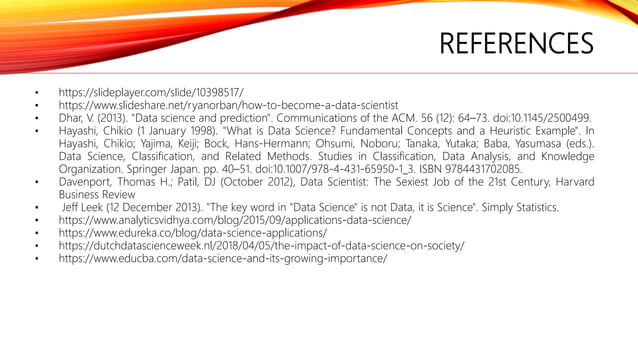 REFERENCES
• https://slideplayer.com/slide/10398517/
• https://www.slideshare.net/ryanorban/how-to-become-a-data-scientist
• Dhar, V. (2013). "Data science and prediction". Communications of the ACM. 56 (12): 64–73. doi:10.1145/2500499.
• Hayashi, Chikio (1 January 1998). "What is Data Science? Fundamental Concepts and a Heuristic Example". In
Hayashi, Chikio; Yajima, Keiji; Bock, Hans-Hermann; Ohsumi, Noboru; Tanaka, Yutaka; Baba, Yasumasa (eds.).
Data Science, Classification, and Related Methods. Studies in Classification, Data Analysis, and Knowledge
Organization. Springer Japan. pp. 40–51. doi:10.1007/978-4-431-65950-1_3. ISBN 9784431702085.
• Davenport, Thomas H.; Patil, DJ (October 2012), Data Scientist: The Sexiest Job of the 21st Century, Harvard
Business Review
• Jeff Leek (12 December 2013). "The key word in "Data Science" is not Data, it is Science". Simply Statistics.
• https://www.analyticsvidhya.com/blog/2015/09/applications-data-science/
• https://www.edureka.co/blog/data-science-applications/
• https://dutchdatascienceweek.nl/2018/04/05/the-impact-of-data-science-on-society/
• https://www.educba.com/data-science-and-its-growing-importance/